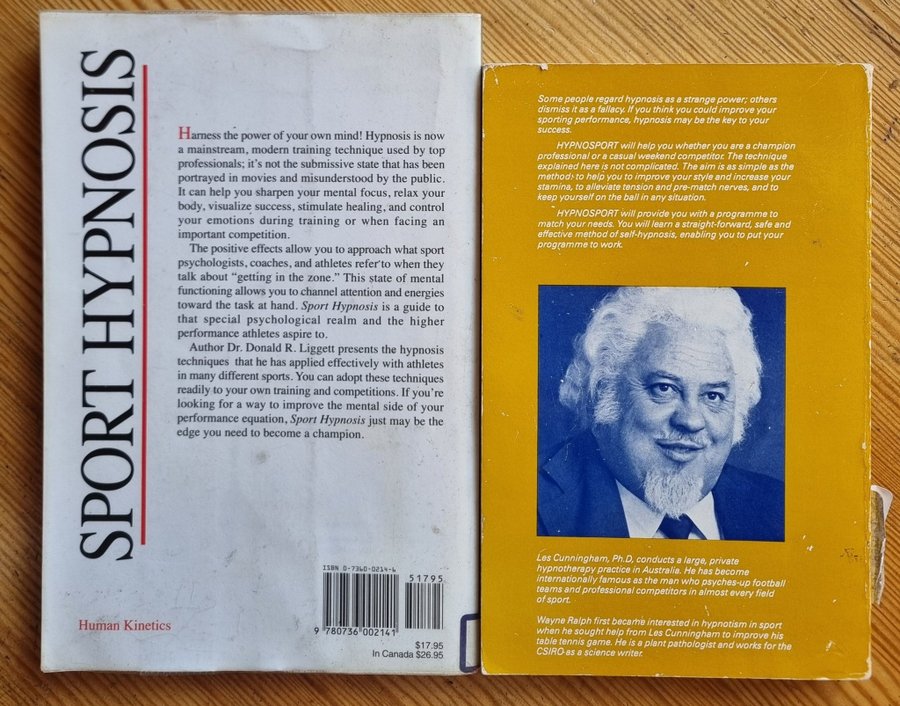 SPORT HYPNOSIS
Harness the power of your own mind! Hypnosis is now
a mainstream, modern training technique used by top
professionals; it's not the submissive state that has been
portrayed in movies and misunderstood by the public.
It can help you sharpen your mental focus, relax your
body, visualize success, stimulate healing, and control
your emotions during training or when facing an
important competition.
The positive effects allow you to approach what sport
psychologists, coaches, and athletes refer to when they
talk about "getting in the zone." This state of mental
functioning allows you to channel attention and energies
toward the task at hand. Sport Hypnosis is a guide to
that special psychological realm and the higher
performance athletes aspire to.
Author Dr. Donald R. Liggett presents the hypnosis
techniques that he has applied effectively with athletes
in many different sports. You can adopt these techniques
readily to your own training and competitions. If you're
looking for a way to improve the mental side of your
performance equation, Sport Hypnosis just may be the
edge you need to become a champion.
Human Kinetics
ISBN 0-7360-0214-6
51795
9 780736 002141
$17.95
In Canada $26.95
Some people regard hypnosis as a strange power; others
dismiss it as a fallacy. If you think you could improve your
sporting performance, hypnosis may be the key to your
success.
HYPNOSPORT will help you whether you are a champion
professional or a casual weekend competitor. The technique
explained here is not complicated. The aim is as simple as the
method: to help you to improve your style and increase your
stamina, to alleviate tension and pre-match nerves, and to
keep yourself on the ball in any situation.
HYPNOSPORT will provide you with a programme to
match your needs. You will learn a straight-forward, safe and
effective method of self-hypnosis, enabling you to put your
programme to work.
Les Cunningham, Ph.D, conducts a large, private
hypnotherapy practice in Australia. He has become
internationally famous as the man who psyches-up football
teams and professional competitors in almost every field
of sport.
Wayne Ralph first became interested in hypnotism in sport
when he sought help from Les Cunningham to improve his
table tennis game. He is a plant pathologist and works for the
CSIRO as a science writer.